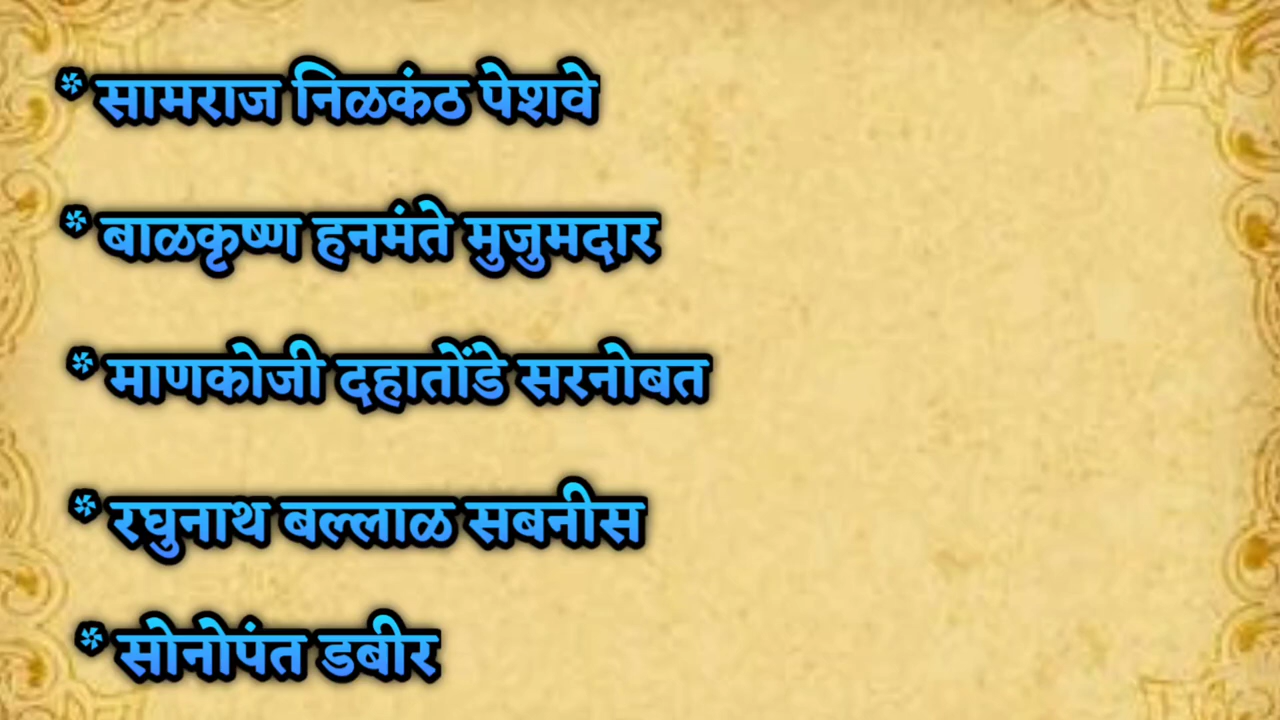 * सामराज निळकंठ पेशवे
* बाळकृष्ण हनमंते मुजुमदार
* माणकोजी दहातोंडे सरनोबत
* रघुनाथ बल्लाळ सबनीस
* सोनोपंत डबीर